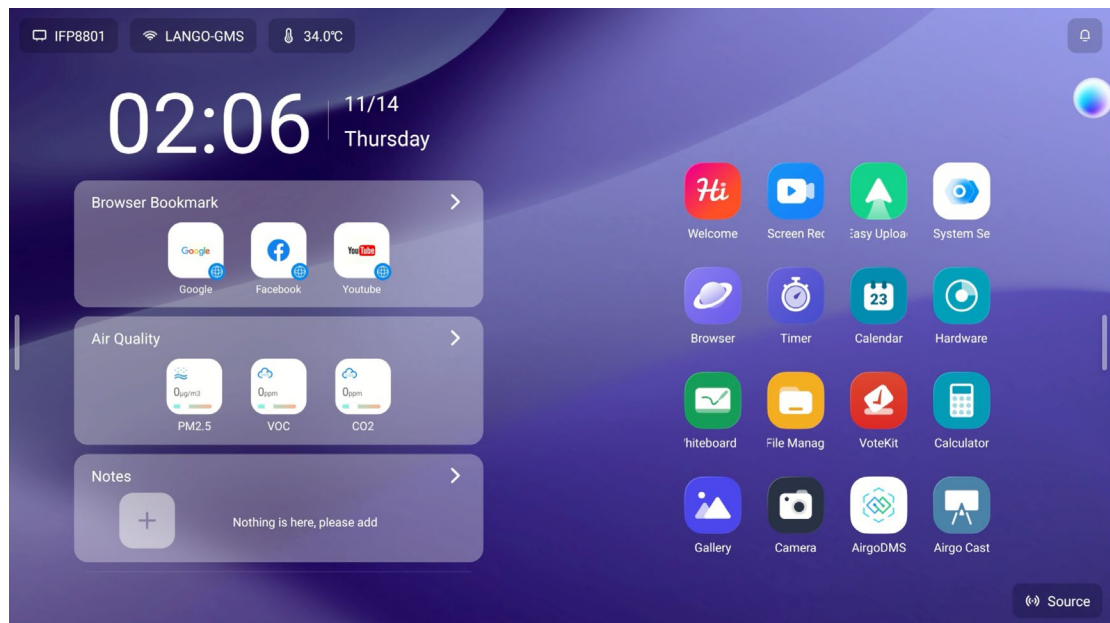 IFP8801
LANGO-GMS
34.0℃
02:06
11/14
Thursday
Browser Bookmark
Google
You Tube
Google
Facebook
Youtube
Air Quality
0μg/m3
0ppm
0ppm
PM2.5
VOC
CO2
Notes
Nothing is here, please add
Hi
Welcome
Screen Rec
Easy Uploa
System Se
23
Browser
Timer
Calendar
Hardware
hiteboard
File Manag
VoteKit
Calculator
Gallery
Camera
AirgoDMS
Airgo Cast
Source